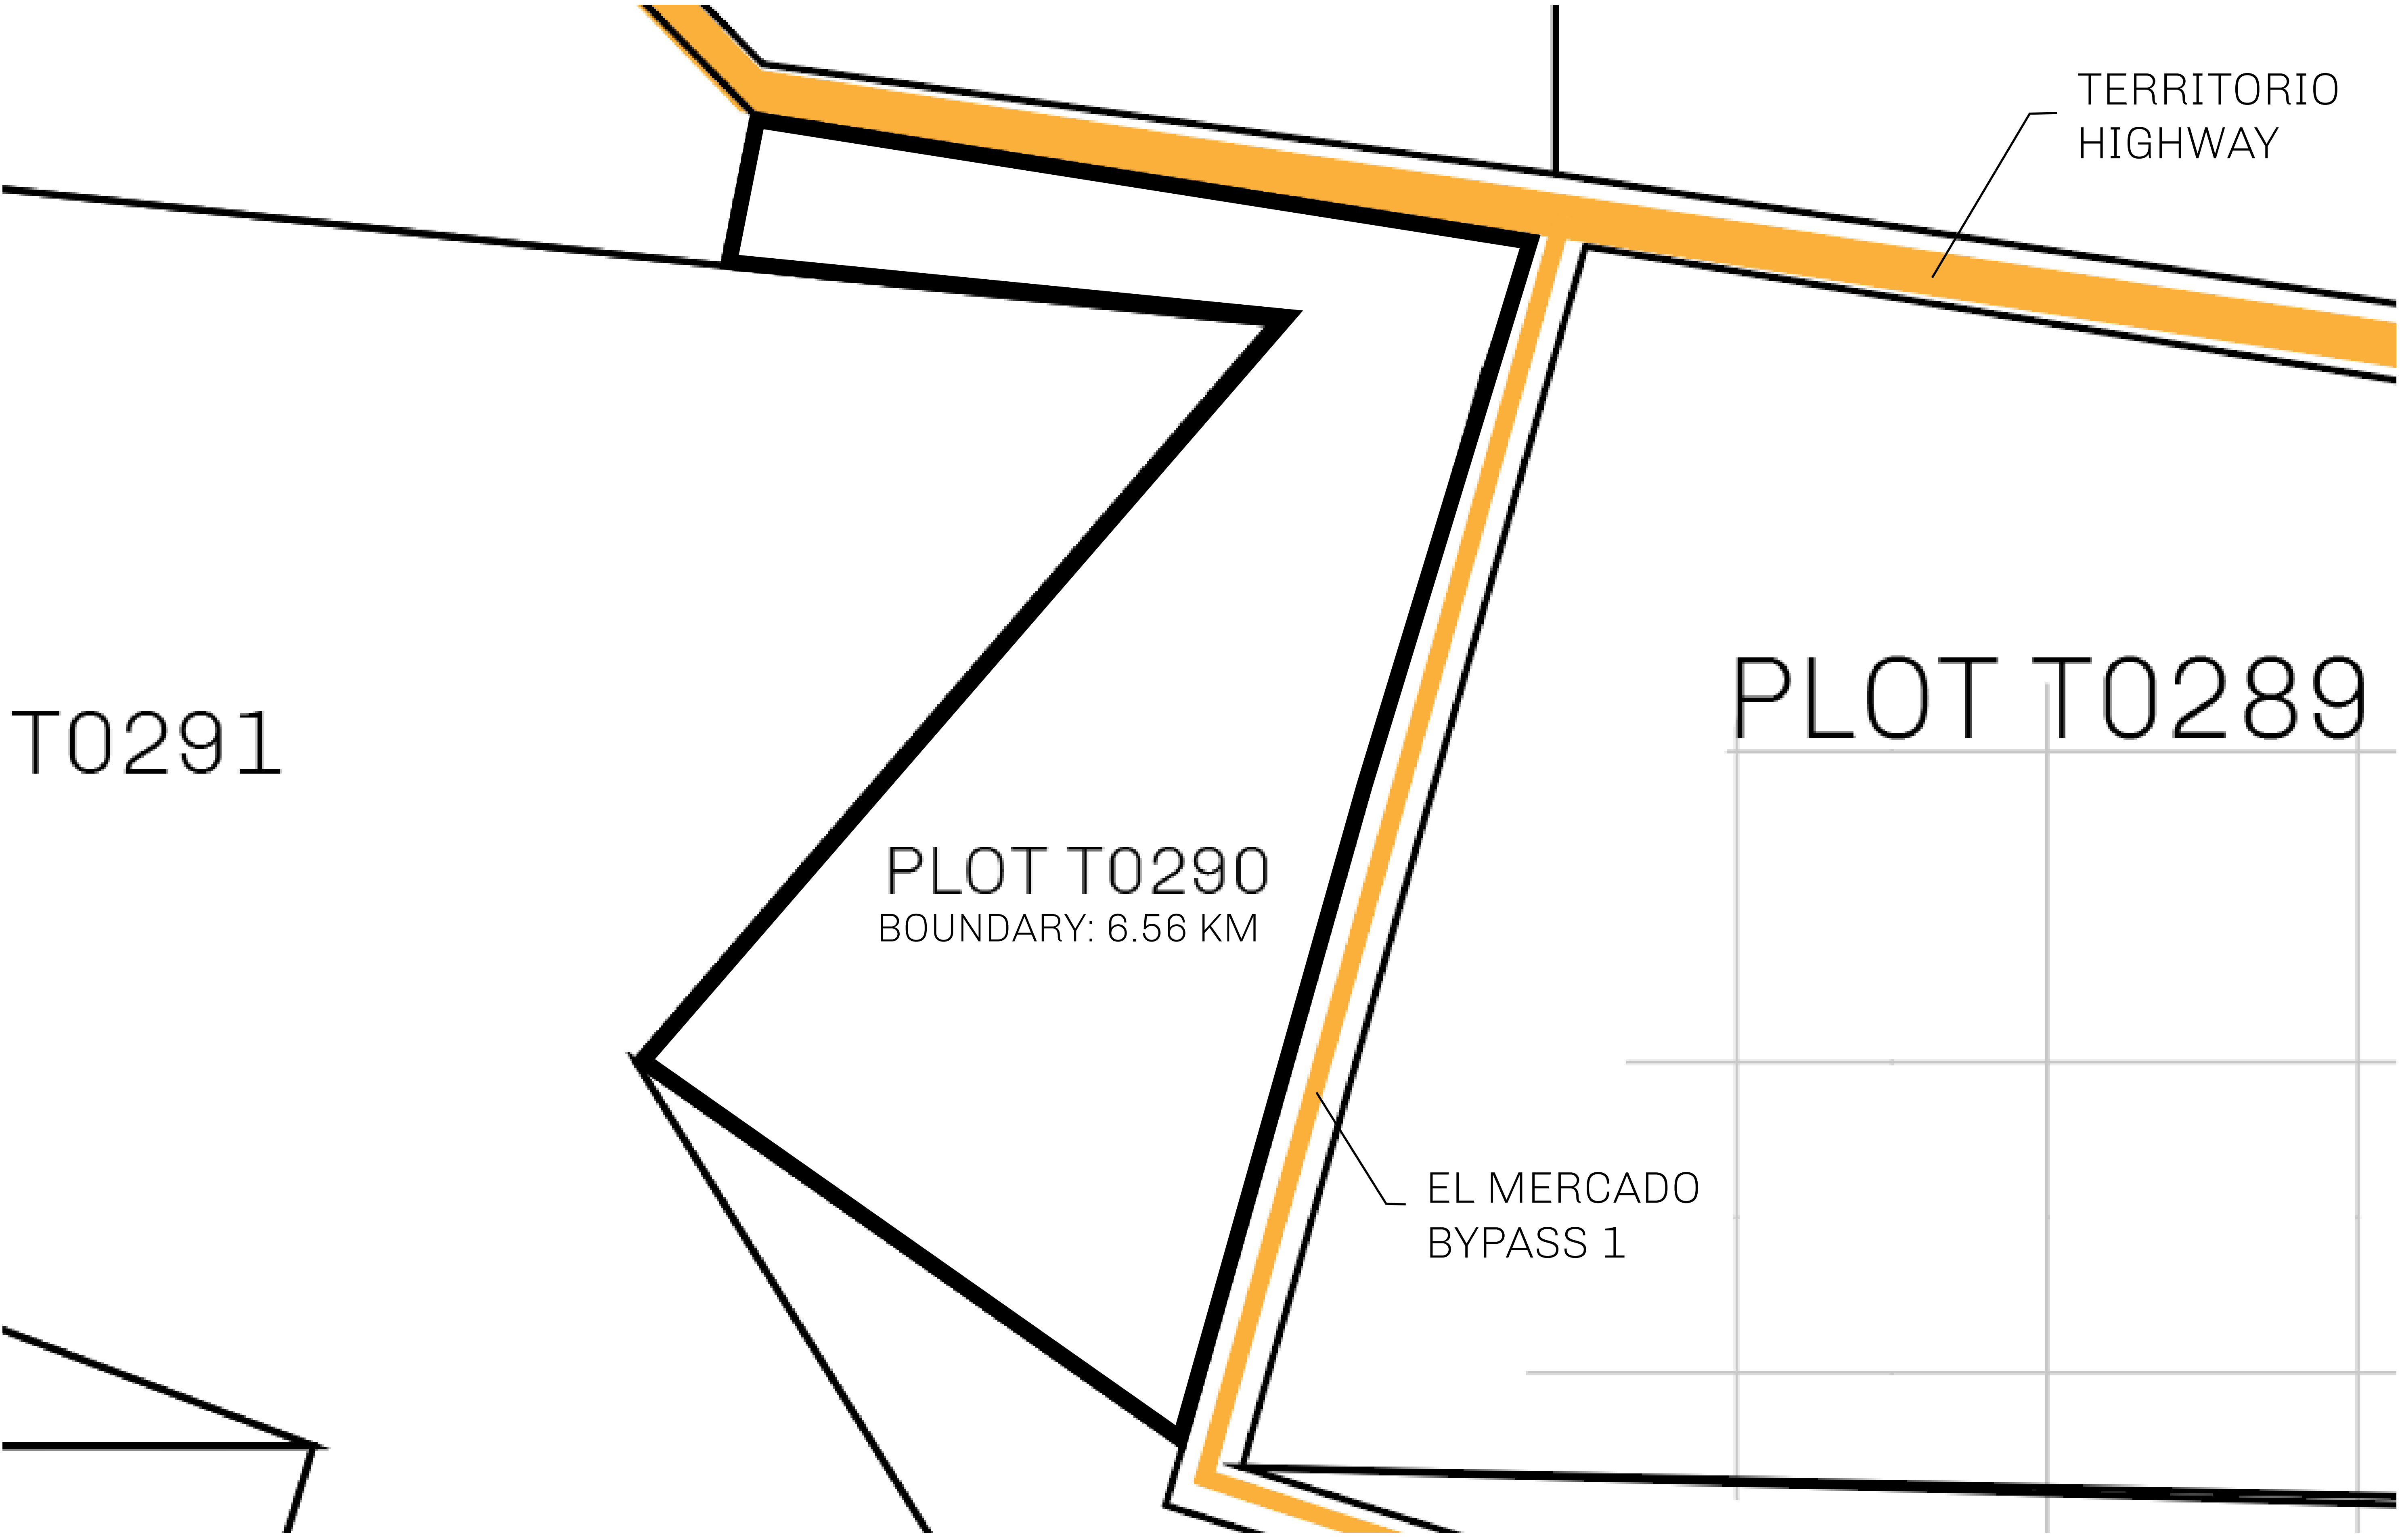 TERRITORIO
HIGHWAY
PLOT T0289
T0291
PLOT T0290
BOUNDARY: 6.56 KM
EL MERCADO
BYPASS 1